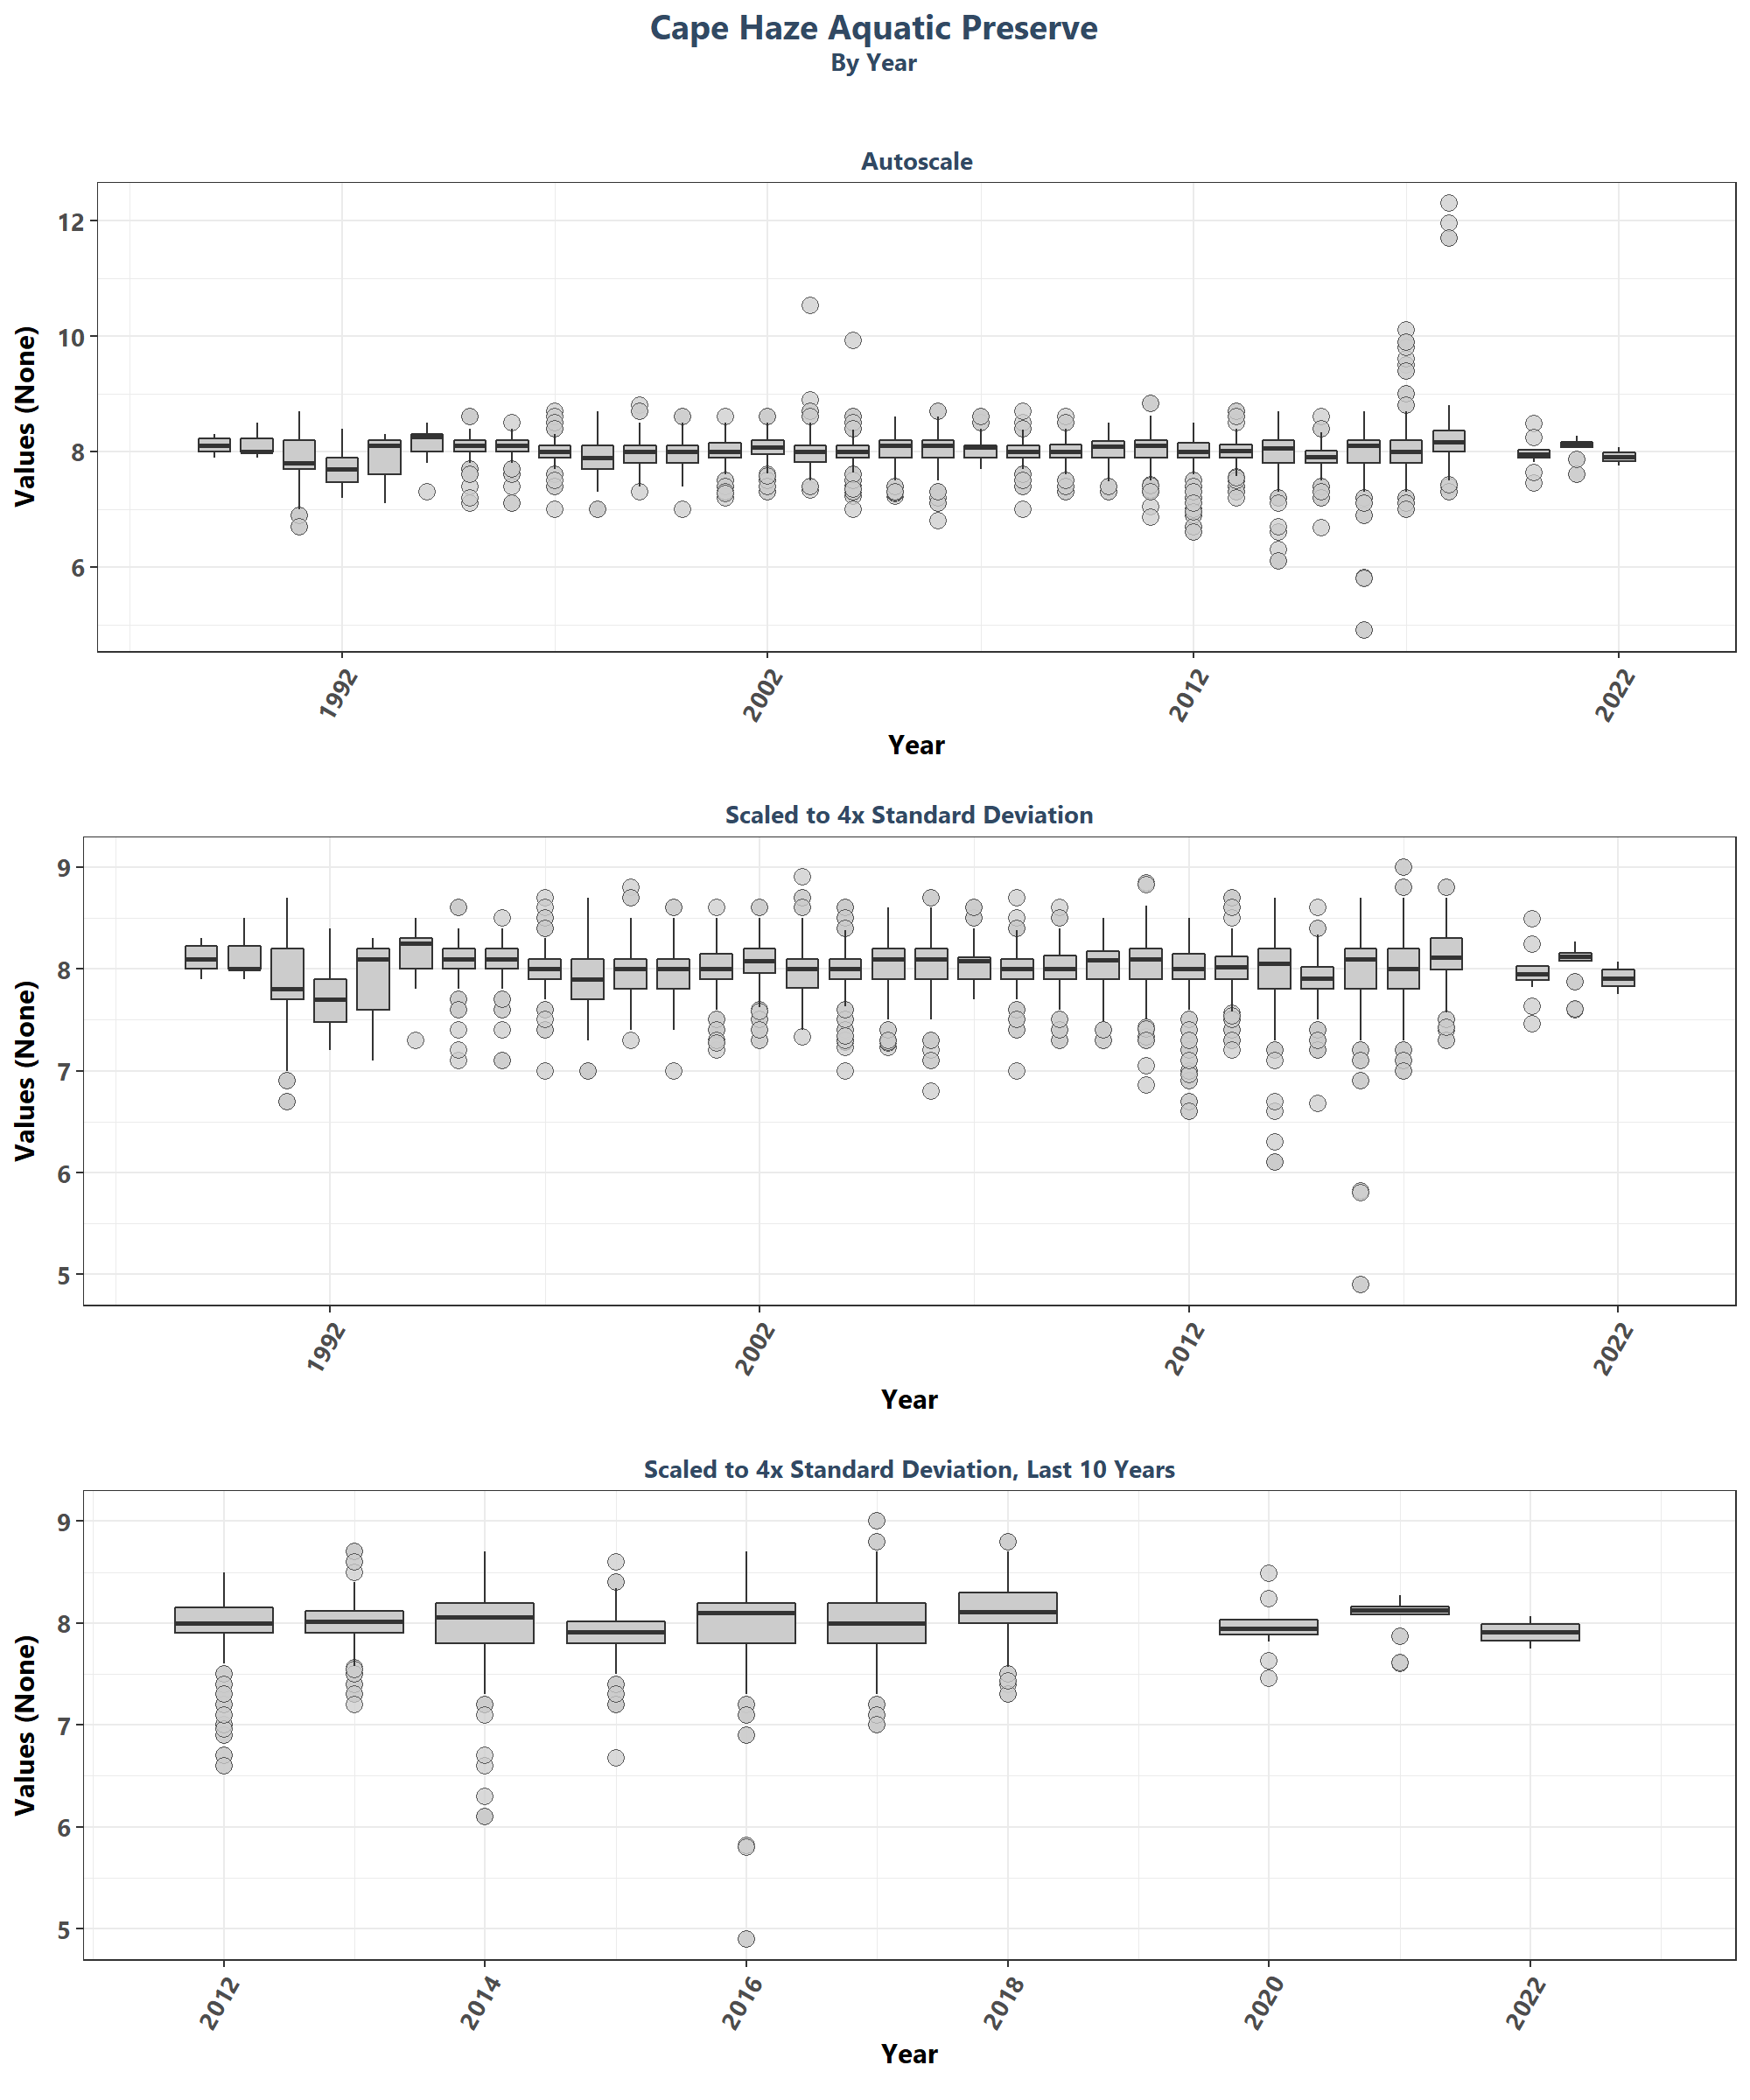 Cape Haze Aquatic Preserve
By Year
Autoscale
Values (None)
12
10
8
6
1992
2002
2012
2022
Year
Scaled to 4x Standard Deviation
Values (None)
9
8
7
6
5
1992
2002
2012
2022
Year
Scaled to 4x Standard Deviation, Last 10 Years
Values (None)
9
8
7
6
5
2012
2014
2016
2018
2020
2022
Year